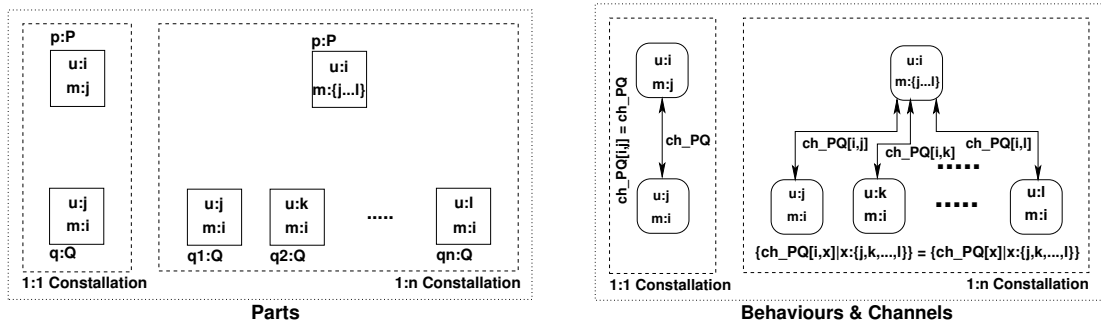 p:P
u:i
m:j
u:j
m:i
q:Q
1:1 Constallation
p:P
u:i
m:{j...l}
u:j
m:i
q1:Q
u:k
m:i
q2:Q
.....
u:l
m:i
qn:Q
1:n Constallation
Parts
ch_PQ[i,j] = ch_PQ
u:i
m:j
ch_PQ
u:j
m:i
1:1 Constallation
u:i
m:{j...l}
ch_PQ[i,j]
ch_PQ[i,k]
ch_PQ[i,l]
.....
u:j
m:i
u:k
m:i
.....
u:l
m:i
{ch_PQ[i,x]|x:{j,k,...,l}} = {ch_PQ[x]|x:{j,k,...,l}}
1:n Constallation
Behaviours & Channels